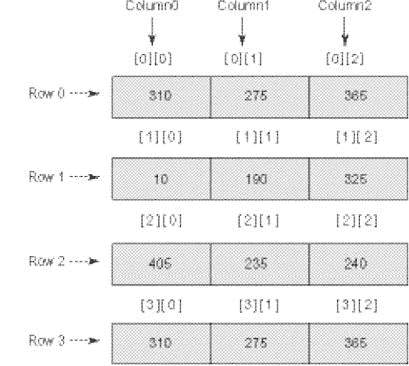 Column0 Column1 Column2
[0][0] [0][1] [0][2]
Row 0 310 275 365
[1][0] [1][1] [1][2]
Row 1 10 190 325
[2][0] [2][1] [2][2]
Row 2 405 235 240
[3][0] [3][1] [3][2]
Row 3 310 275 365